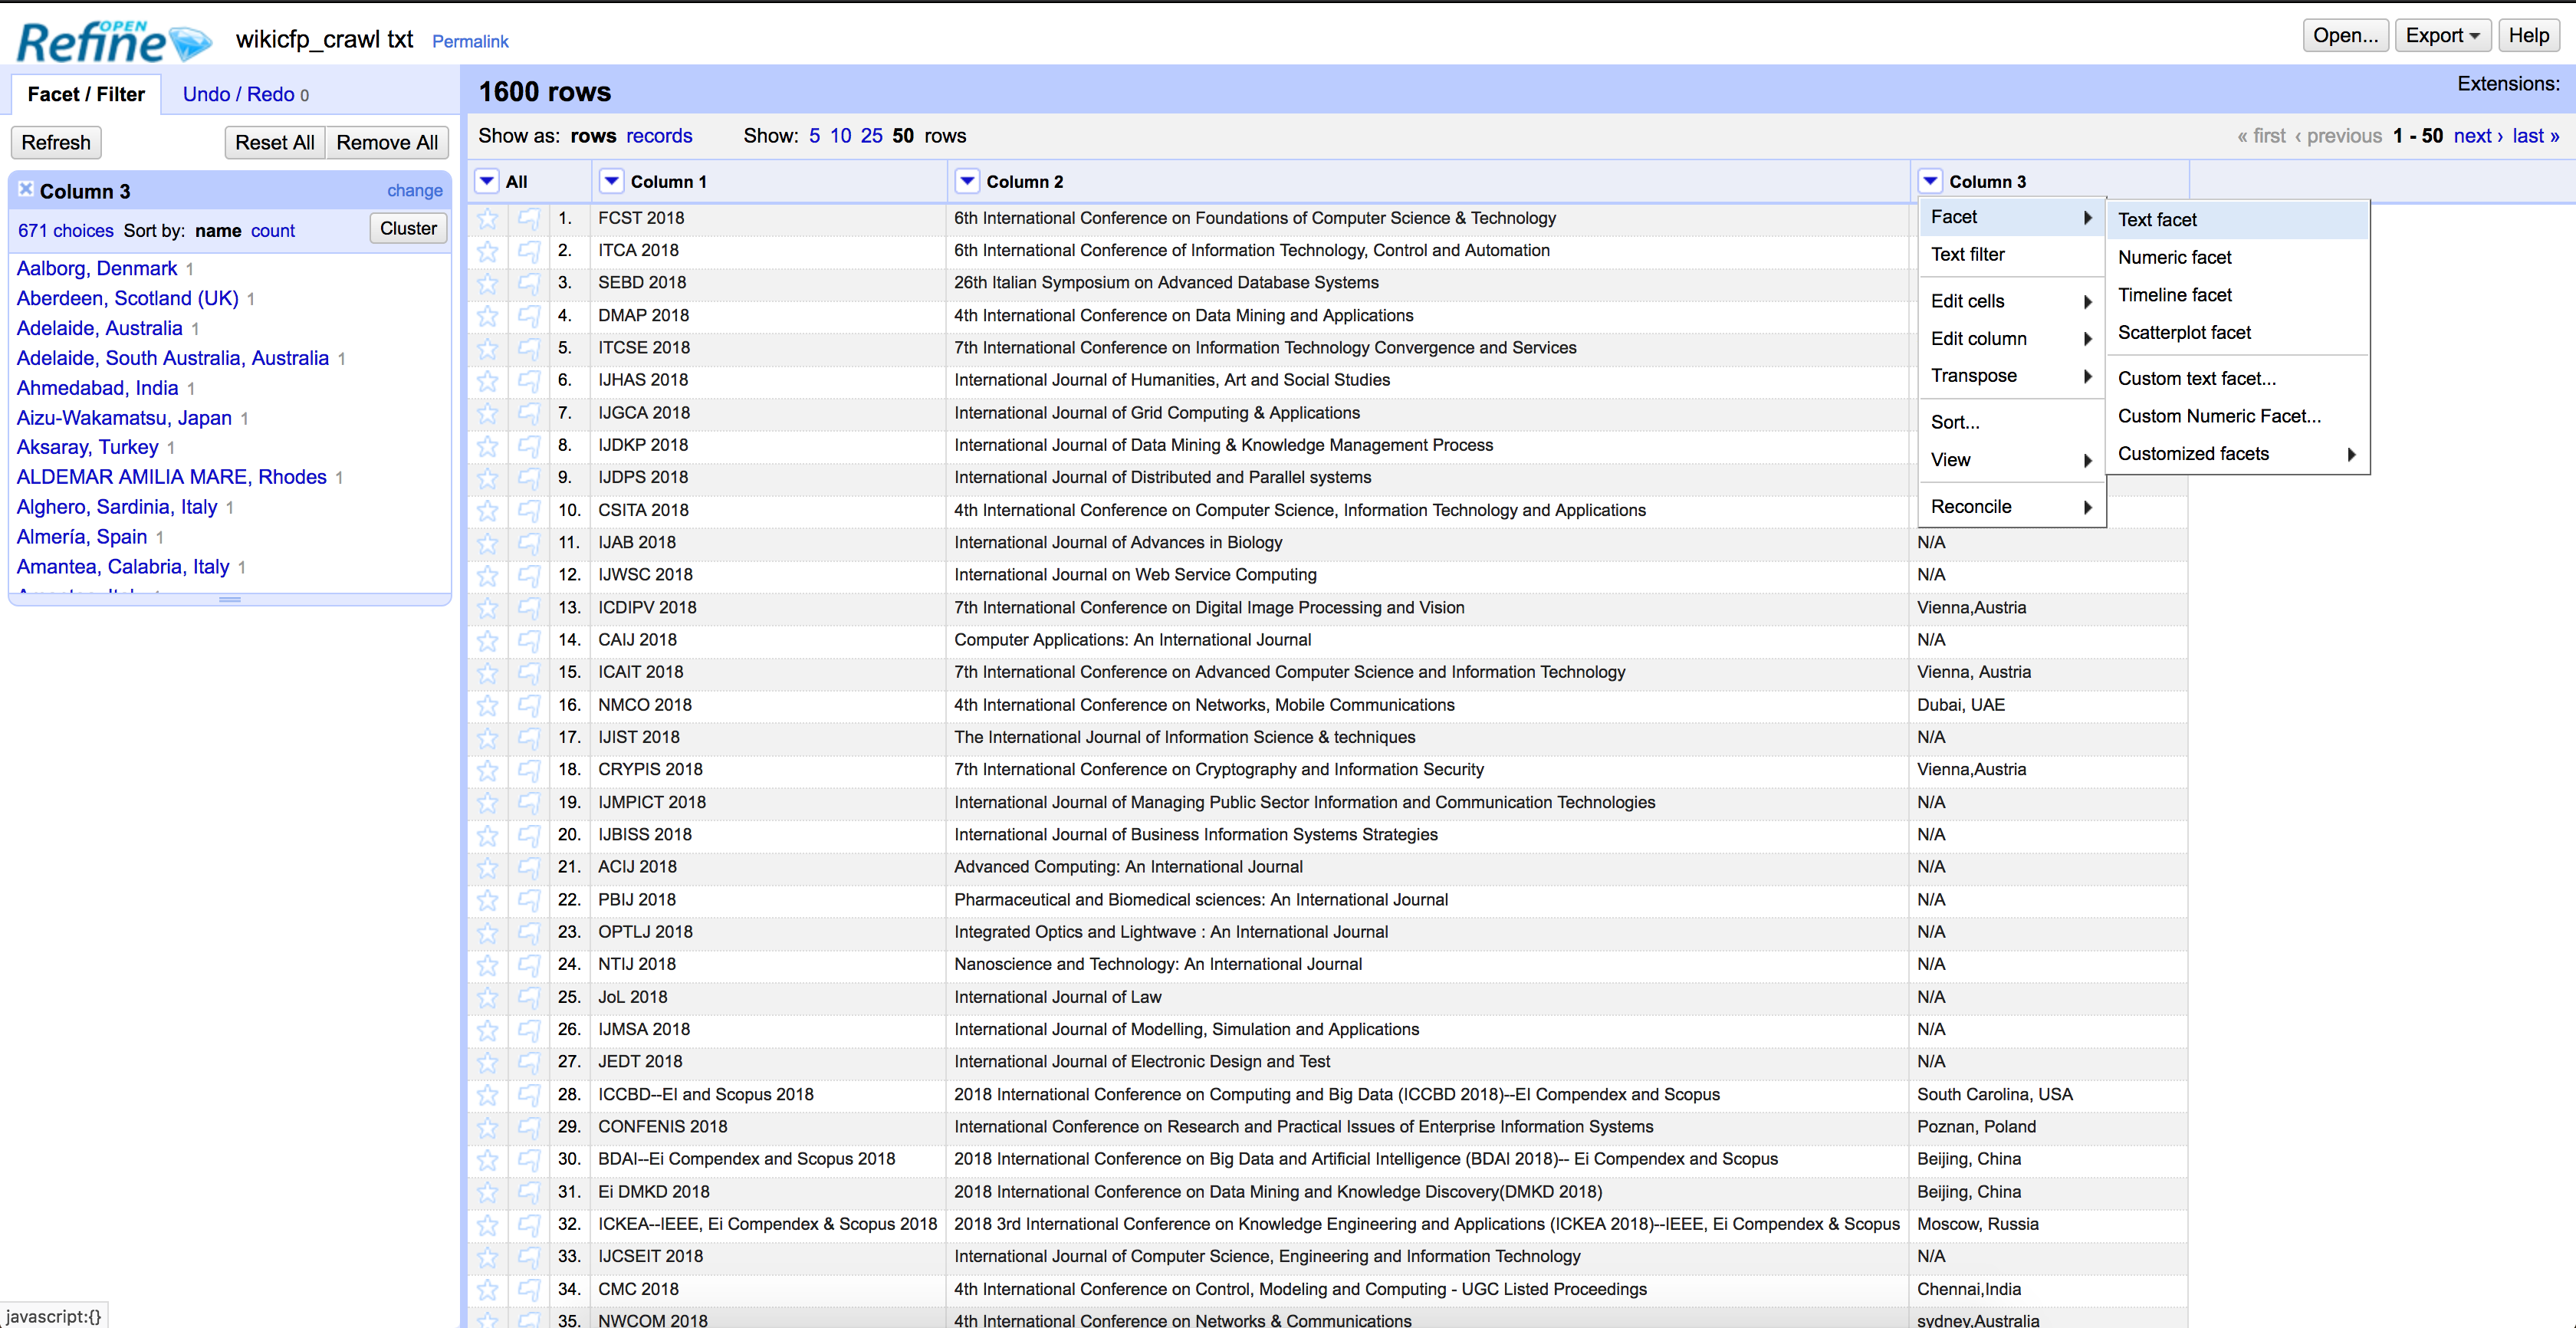 OPEN
Refine
wikicfp_crawl txt Permalink
Open... Export Help
Facet / Filter Undo / Redo 0
1600 rows
Extensions:
Refresh Reset All Remove All
Show as: rows records Show: 5 10 25 50 rows
« first ‹ previous 1 - 50 next › last »
Column 3 change
671 choices Sort by: name count Cluster
Aalborg, Denmark 1
Aberdeen, Scotland (UK) 1
Adelaide, Australia 1
Adelaide, South Australia, Australia 1
Ahmedabad, India 1
Aizu-Wakamatsu, Japan 1
Aksaray, Turkey 1
ALDEMAR AMILIA MARE, Rhodes 1
Alghero, Sardinia, Italy 1
Almería, Spain 1
Amantea, Calabria, Italy 1
All Column 1 Column 2 Column 3
1. FCST 2018 6th International Conference on Foundations of Computer Science & Technology
2. ITCA 2018 6th International Conference of Information Technology, Control and Automation
3. SEBD 2018 26th Italian Symposium on Advanced Database Systems
4. DMAP 2018 4th International Conference on Data Mining and Applications
5. ITCSE 2018 7th International Conference on Information Technology Convergence and Services
6. IJHAS 2018 International Journal of Humanities, Art and Social Studies
7. IJGCA 2018 International Journal of Grid Computing & Applications
8. IJDKP 2018 International Journal of Data Mining & Knowledge Management Process
9. IJDPS 2018 International Journal of Distributed and Parallel systems
10. CSITA 2018 4th International Conference on Computer Science, Information Technology and Applications
11. IJAB 2018 International Journal of Advances in Biology N/A
12. IJWSC 2018 International Journal on Web Service Computing N/A
13. ICDIPV 2018 7th International Conference on Digital Image Processing and Vision Vienna,Austria
14. CAIJ 2018 Computer Applications: An International Journal N/A
15. ICAIT 2018 7th International Conference on Advanced Computer Science and Information Technology Vienna, Austria
16. NMCO 2018 4th International Conference on Networks, Mobile Communications Dubai, UAE
17. IJIST 2018 The International Journal of Information Science & techniques N/A
18. CRYPIS 2018 7th International Conference on Cryptography and Information Security Vienna,Austria
19. IJMPICT 2018 International Journal of Managing Public Sector Information and Communication Technologies N/A
20. IJBISS 2018 International Journal of Business Information Systems Strategies N/A
21. ACIJ 2018 Advanced Computing: An International Journal N/A
22. PBIJ 2018 Pharmaceutical and Biomedical sciences: An International Journal N/A
23. OPTLJ 2018 Integrated Optics and Lightwave : An International Journal N/A
24. NTIJ 2018 Nanoscience and Technology: An International Journal N/A
25. JoL 2018 International Journal of Law N/A
26. IJMSA 2018 International Journal of Modelling, Simulation and Applications N/A
27. JEDT 2018 International Journal of Electronic Design and Test N/A
28. ICCBD--EI and Scopus 2018 2018 International Conference on Computing and Big Data (ICCBD 2018)--EI Compendex and Scopus South Carolina, USA
29. CONFENIS 2018 International Conference on Research and Practical Issues of Enterprise Information Systems Poznan, Poland
30. BDAI--Ei Compendex and Scopus 2018 2018 International Conference on Big Data and Artificial Intelligence (BDAI 2018)-- Ei Compendex and Scopus Beijing, China
31. Ei DMKD 2018 2018 International Conference on Data Mining and Knowledge Discovery(DMKD 2018) Beijing, China
32. ICKEA--IEEE, Ei Compendex & Scopus 2018 2018 3rd International Conference on Knowledge Engineering and Applications (ICKEA 2018)--IEEE, Ei Compendex & Scopus Moscow, Russia
33. IJCSEIT 2018 International Journal of Computer Science, Engineering and Information Technology N/A
34. CMC 2018 4th International Conference on Control, Modeling and Computing - UGC Listed Proceedings Chennai,India
35. NWCOM 2018 4th International Conference on Networks & Communications sydney,Australia
Facet
Text filter
Edit cells
Edit column
Transpose
Sort...
View
Reconcile
Text facet
Numeric facet
Timeline facet
Scatterplot facet
Custom text facet...
Custom Numeric Facet...
Customized facets
javascript:{}